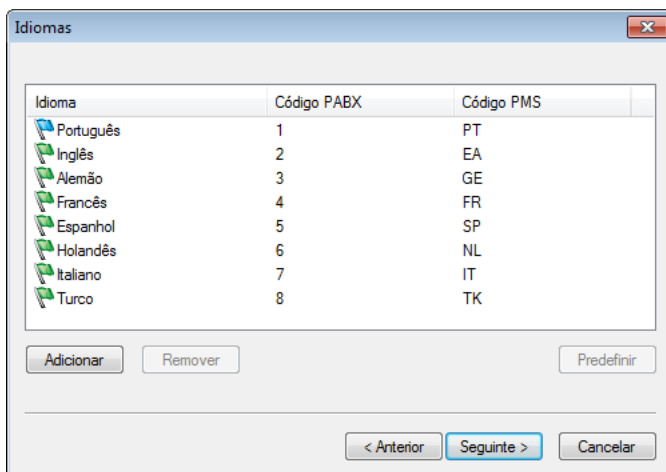 Idiomas
Idioma Código PABX Código PMS
Português 1 PT
Inglês 2 EA
Alemão 3 GE
Francês 4 FR
Espanhol 5 SP
Holandês 6 NL
Italiano 7 IT
Turco 8 TK
Adicionar Remover Predefinir
< Anterior Seguinte > Cancelar